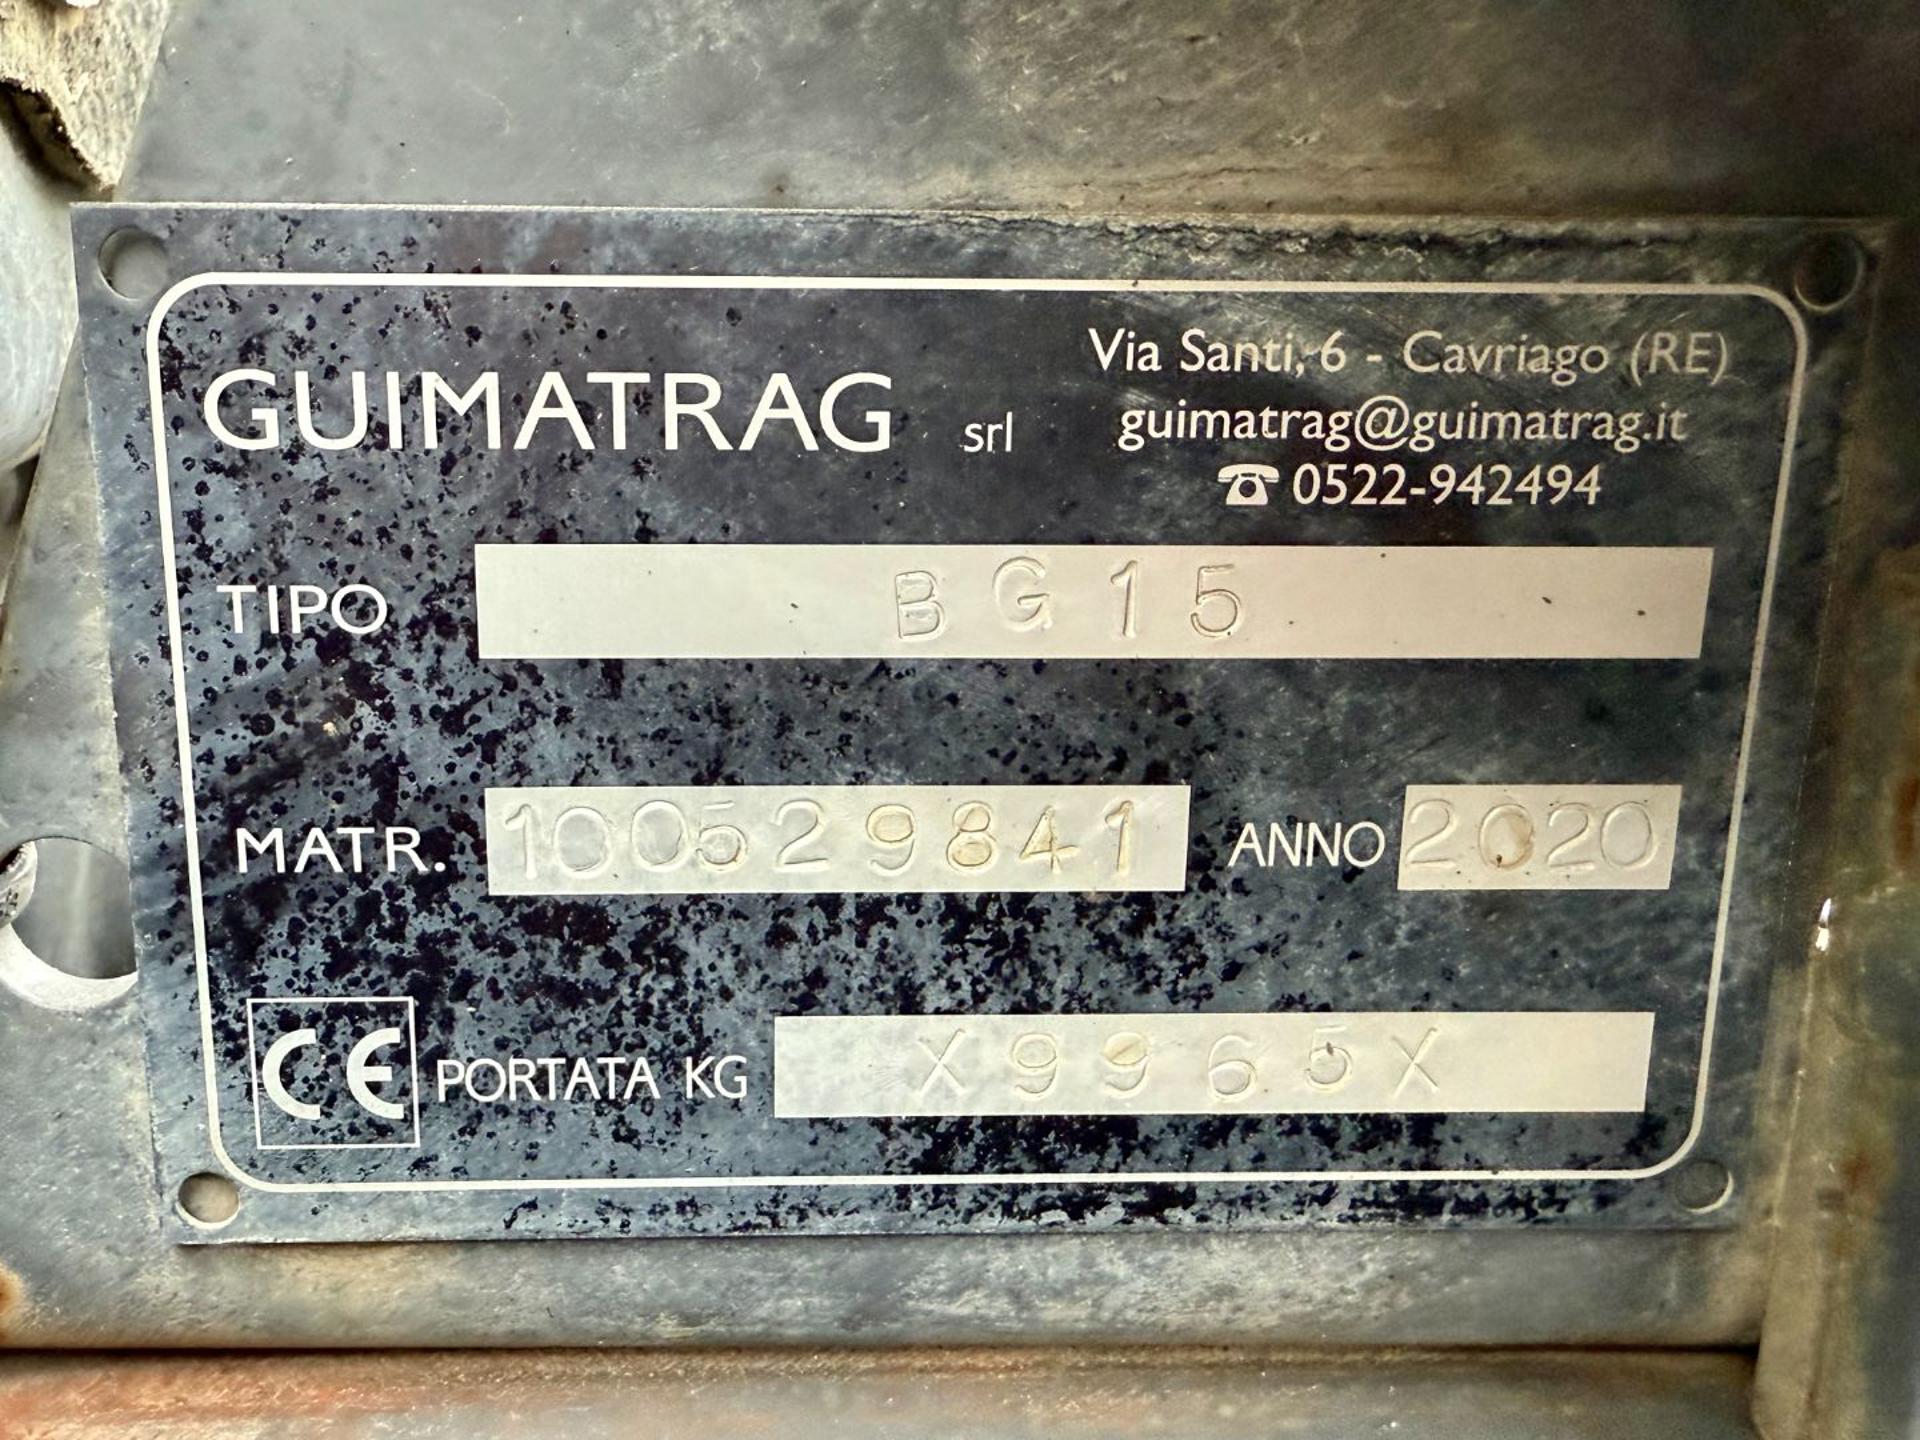 GUIMATRAG srl
Via Santi, 6 - Cavriago (RE)
guimatrag@guimatrag.it
☎ 0522-942494
TIPO BG15
MATR. 100529841 ANNO 2020
CE PORTATA KG X9965X